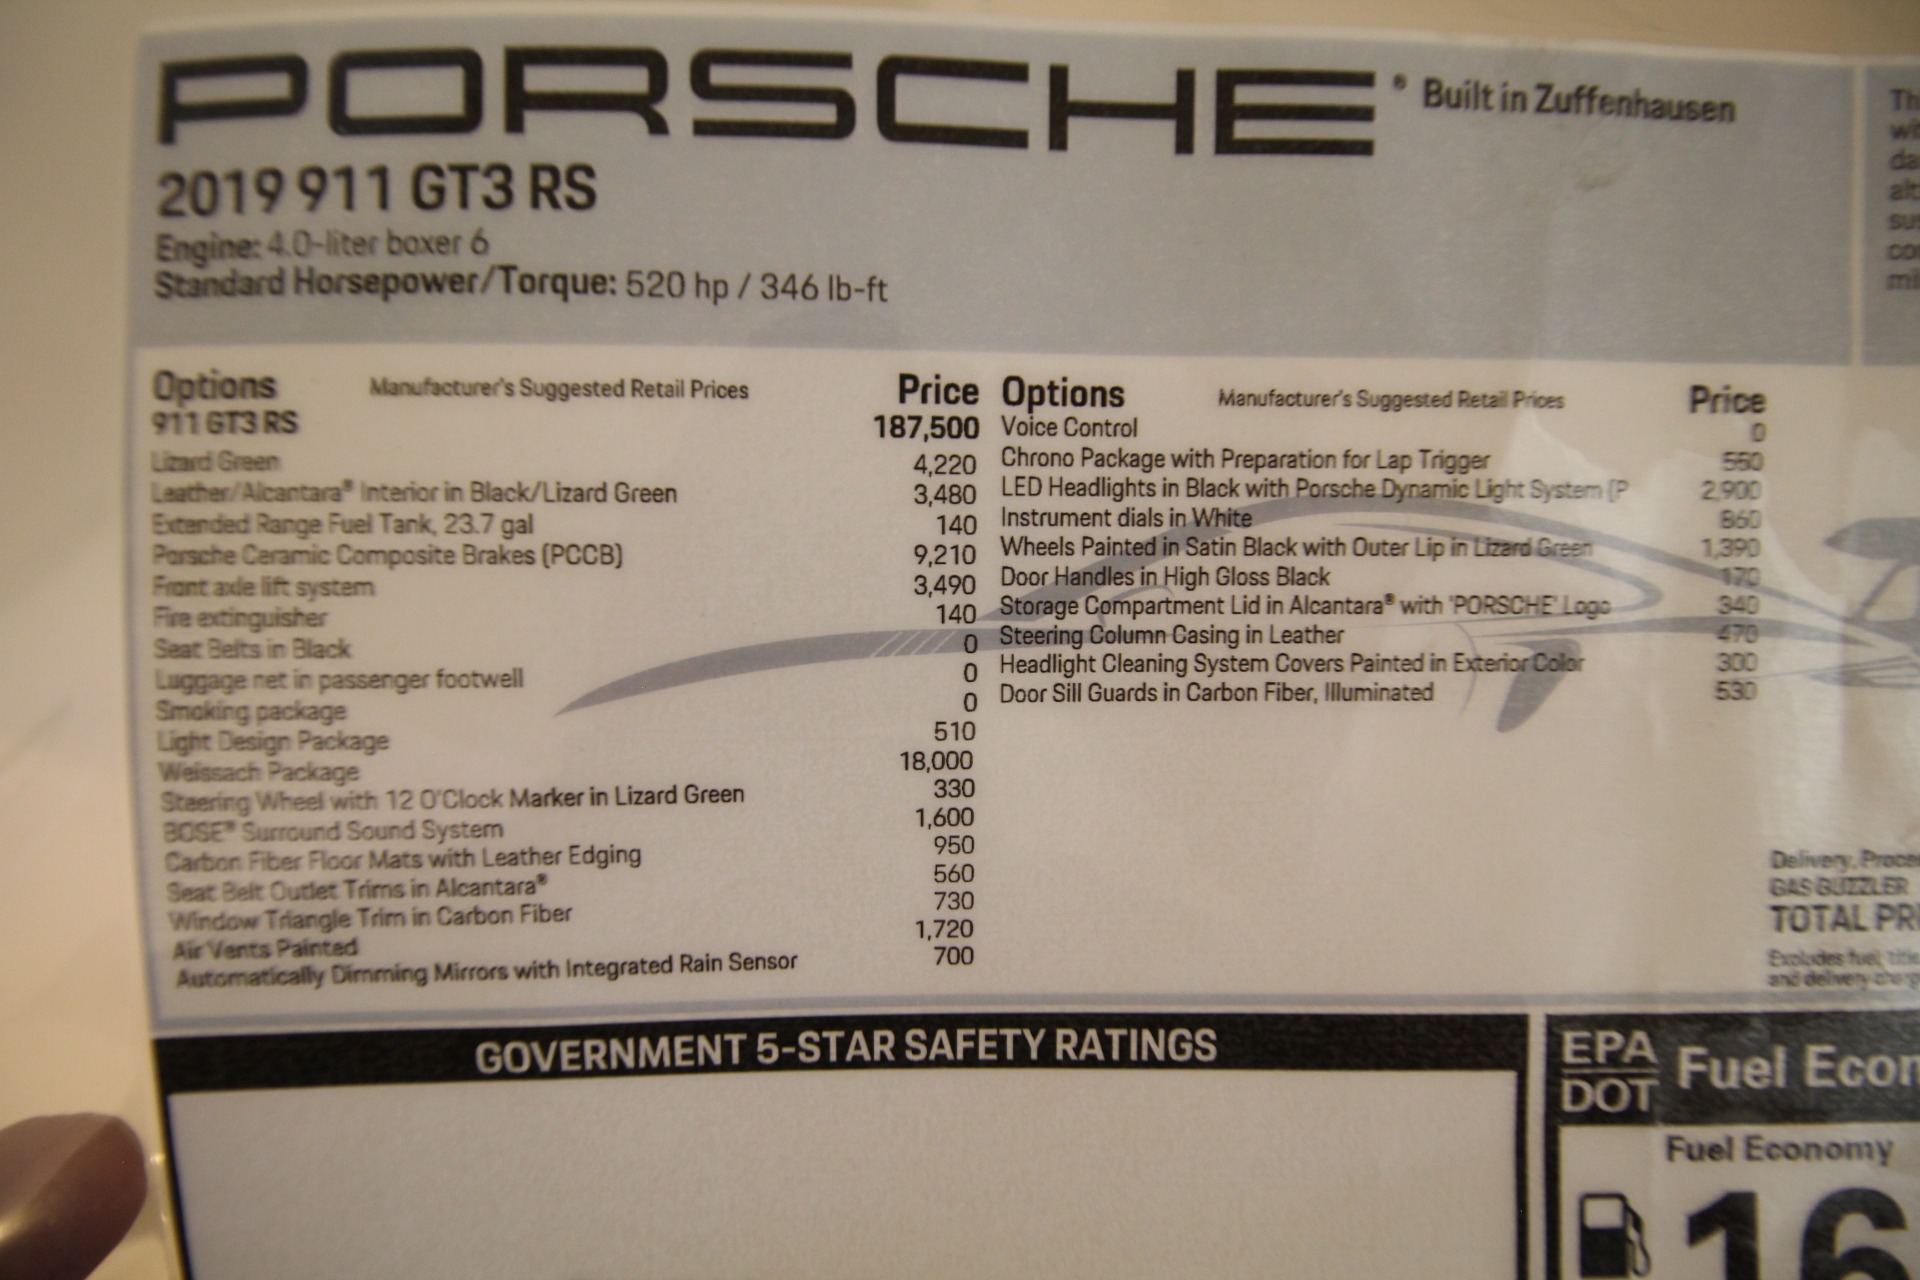 PORSCHE® Built in Zuffenhausen
2019 911 GT3 RS
Engine: 4.0-liter boxer 6
Standard Horsepower/Torque: 520 hp / 346 lb-ft
Options Manufacturer's Suggested Retail Prices Price
911 GT3 RS 187,500
Lizard Green 4,220
Leather/Alcantara® Interior in Black/Lizard Green 3,480
Extended Range Fuel Tank, 23.7 gal 140
Porsche Ceramic Composite Brakes (PCCB) 9,210
Front axle lift system 3,490
Fire extinguisher 140
Seat Belts in Black 0
Luggage net in passenger footwell 0
Smoking package 0
Light Design Package 510
Weissach Package 18,000
Steering Wheel with 12 O'Clock Marker in Lizard Green 330
BOSE® Surround Sound System 1,600
Carbon Fiber Floor Mats with Leather Edging 950
Seat Belt Outlet Trims in Alcantara® 560
Window Triangle Trim in Carbon Fiber 730
Air Vents Painted 1,720
Automatically Dimming Mirrors with Integrated Rain Sensor 700
Options Manufacturer's Suggested Retail Prices Price
Voice Control 0
Chrono Package with Preparation for Lap Trigger 560
LED Headlights in Black with Porsche Dynamic Light System (P 2,900
Instrument dials in White 860
Wheels Painted in Satin Black with Outer Lip in Lizard Green 1,390
Door Handles in High Gloss Black 170
Storage Compartment Lid in Alcantara® with 'PORSCHE' Logo 340
Steering Column Casing in Leather 470
Headlight Cleaning System Covers Painted in Exterior Color 300
Door Sill Guards in Carbon Fiber, Illuminated 530
Delivery, Proce
GAS GUZZLER
TOTAL PRI
Excludes fuel, title
and delivery charg
GOVERNMENT 5-STAR SAFETY RATINGS
EPA
DOT
Fuel Econ
Fuel Economy
16